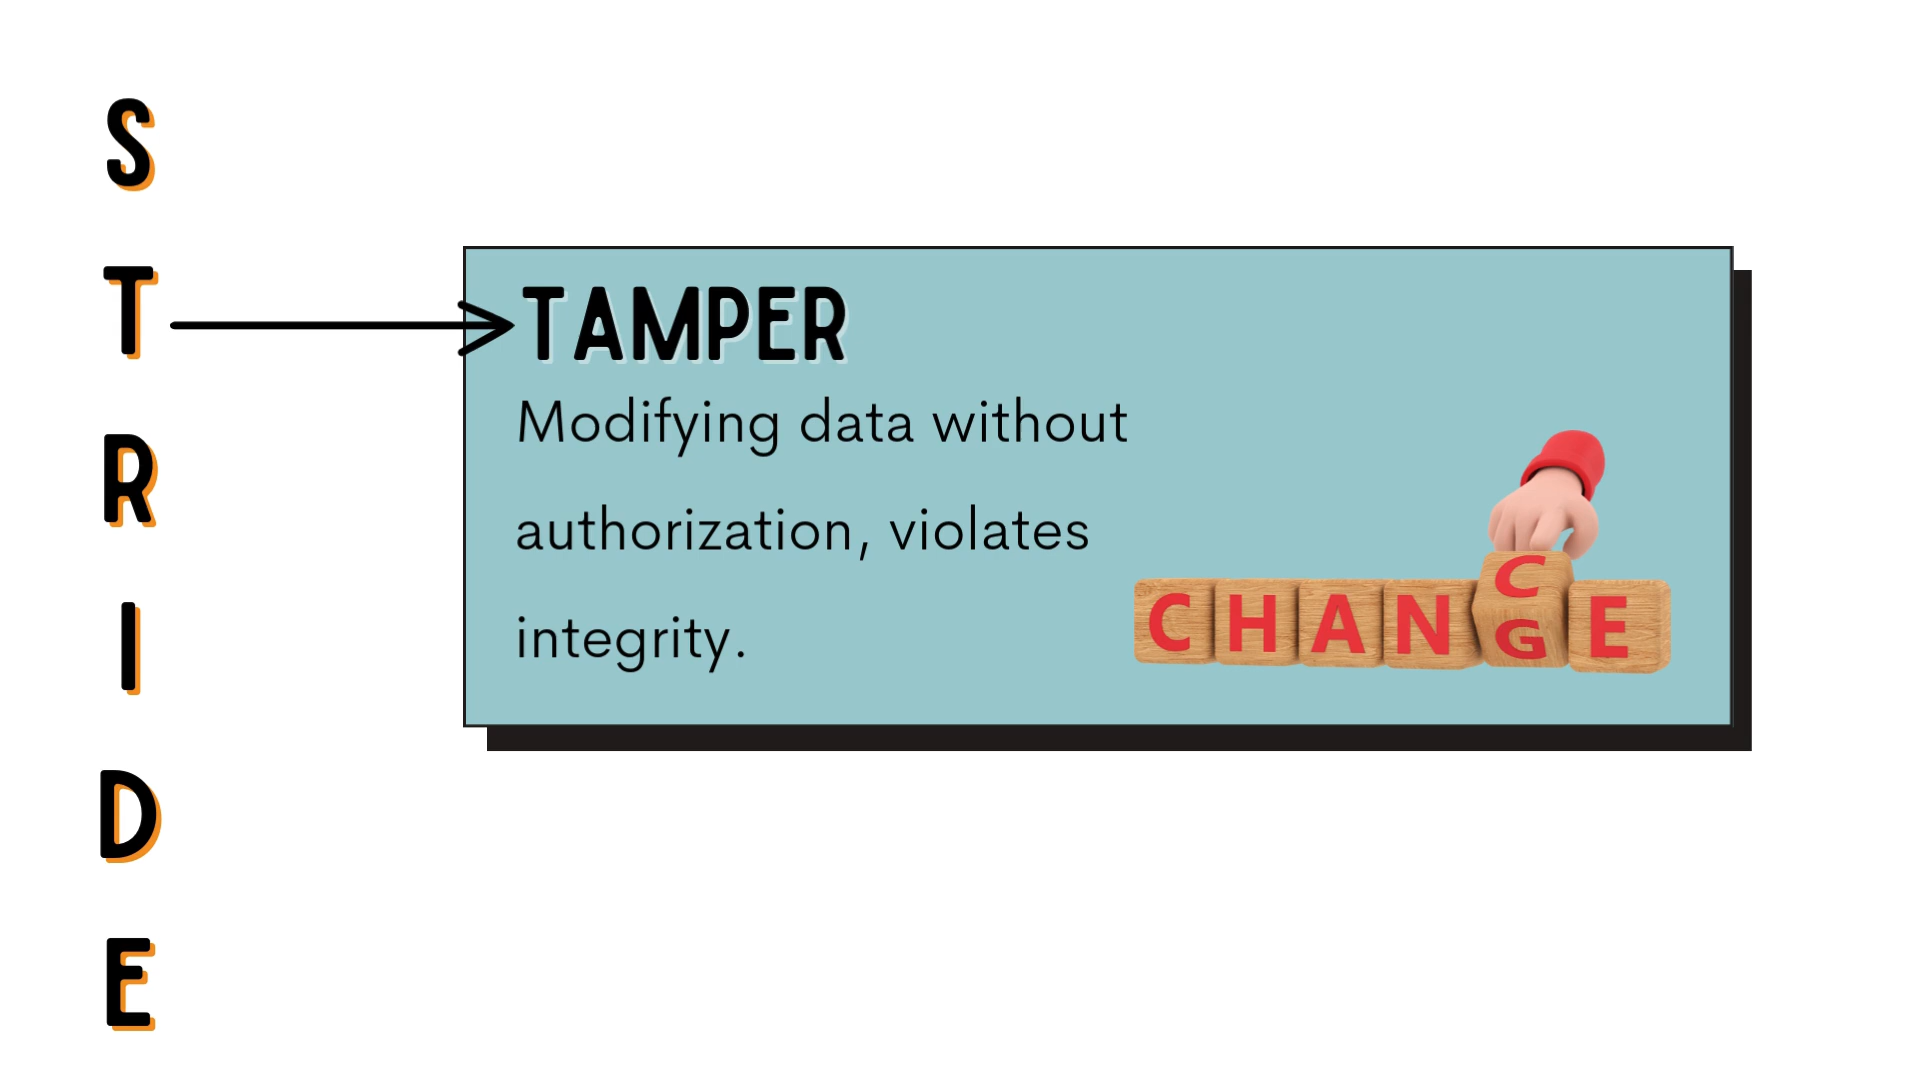 S
T
R
I
D
E
TAMPER
Modifying data without
authorization, violates
integrity.
C
CHANGE